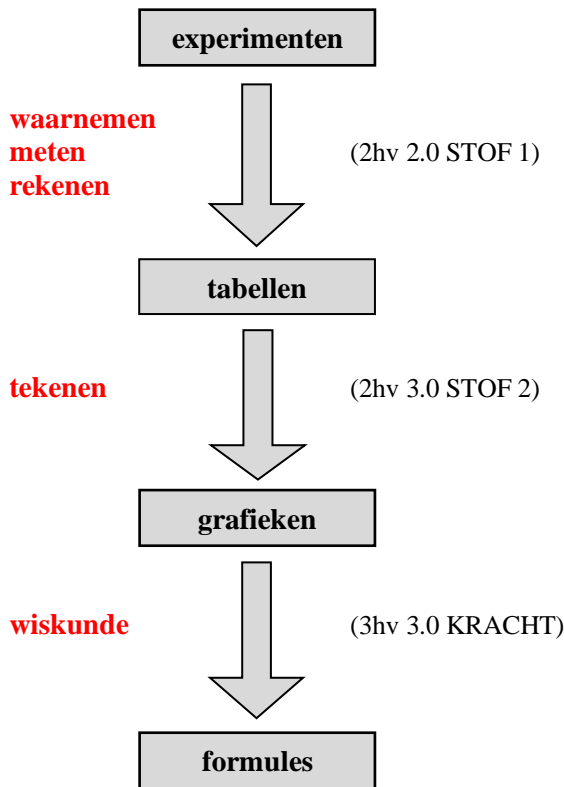 experimenten
waarnemen
meten
rekenen
(2hv 2.0 STOF 1)
tabellen
tekenen
(2hv 3.0 STOF 2)
grafieken
wiskunde
(3hv 3.0 KRACHT)
formules